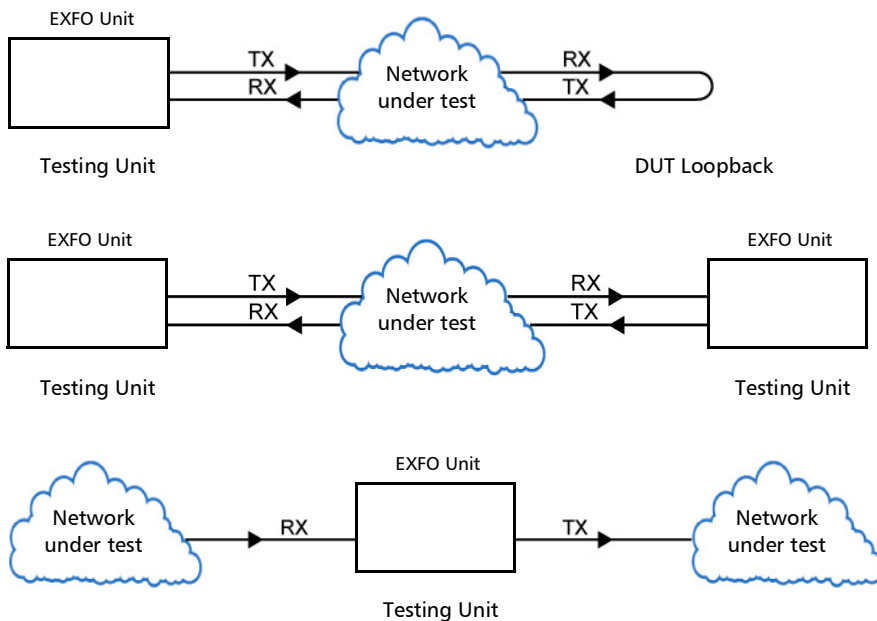 EXFO Unit
TX
RX
Network
under test
RX
TX
Testing Unit
DUT Loopback
EXFO Unit
EXFO Unit
TX
RX
Network
under test
RX
TX
Testing Unit
Testing Unit
EXFO Unit
Network
under test
RX
TX
Network
under test
Testing Unit